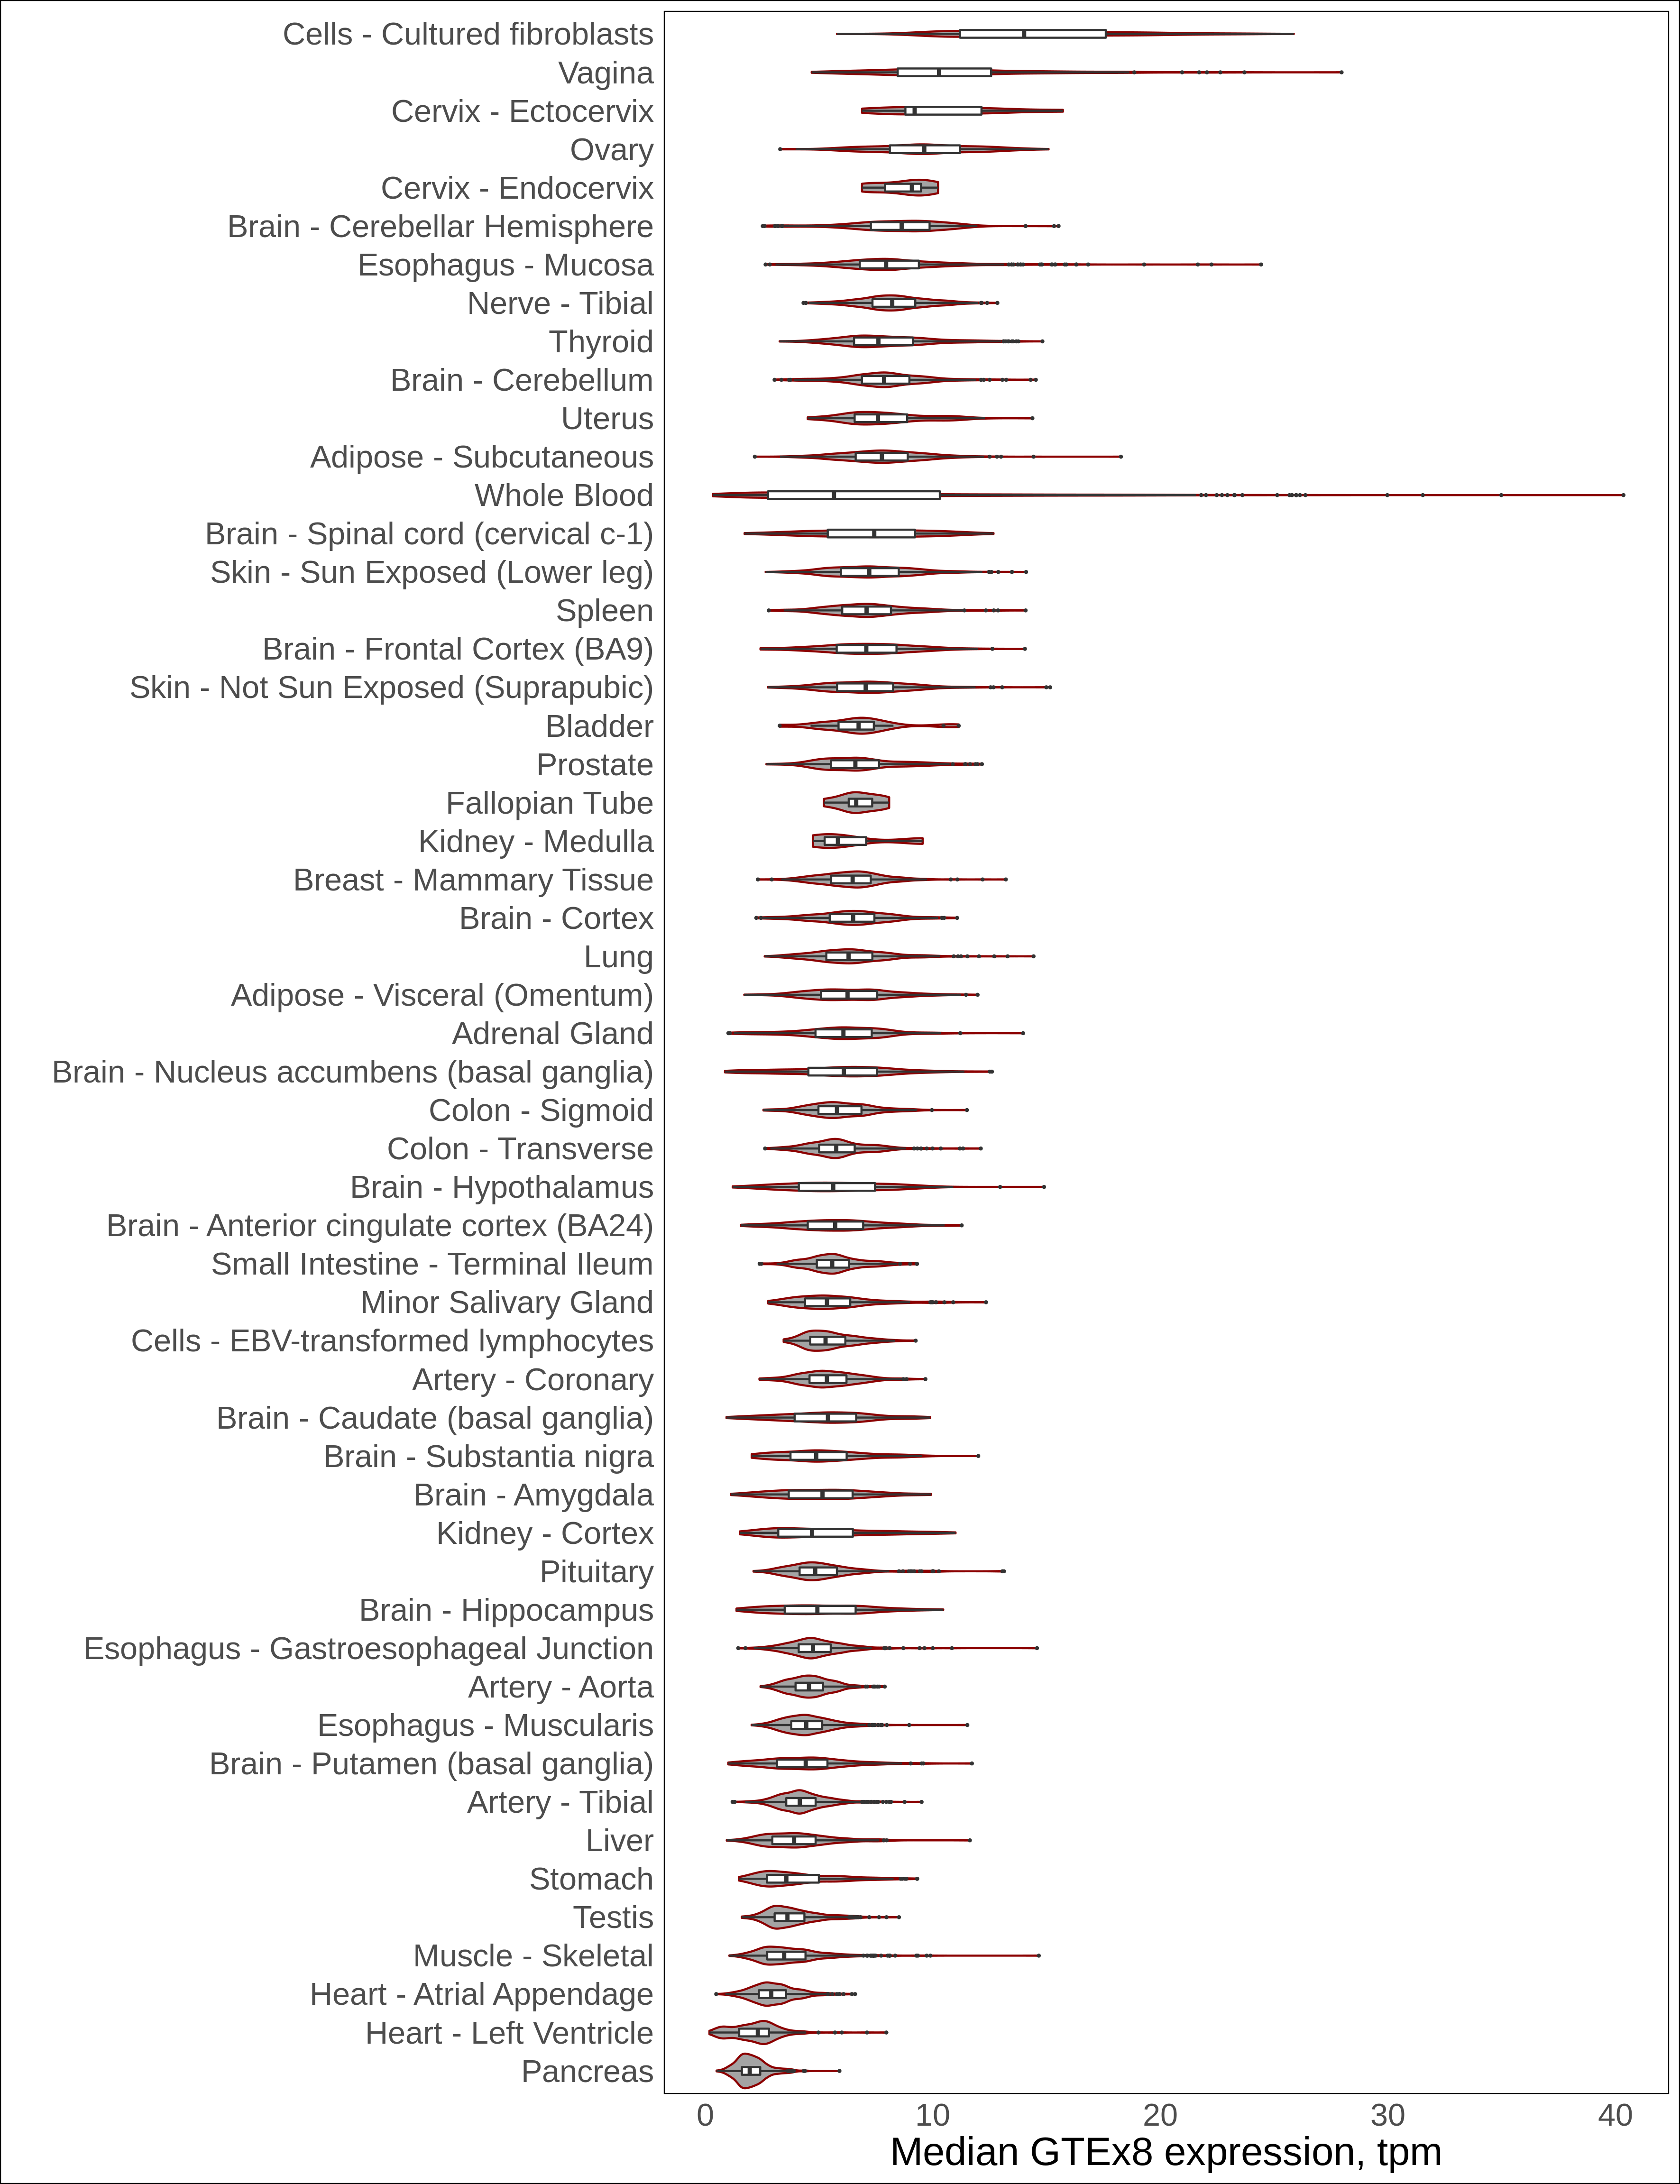 Cells - Cultured fibroblasts
Vagina
Cervix - Ectocervix
Ovary
Cervix - Endocervix
Brain - Cerebellar Hemisphere
Esophagus - Mucosa
Nerve - Tibial
Thyroid
Brain - Cerebellum
Uterus
Adipose - Subcutaneous
Whole Blood
Brain - Spinal cord (cervical c-1)
Skin - Sun Exposed (Lower leg)
Spleen
Brain - Frontal Cortex (BA9)
Skin - Not Sun Exposed (Suprapubic)
Bladder
Prostate
Fallopian Tube
Kidney - Medulla
Breast - Mammary Tissue
Brain - Cortex
Lung
Adipose - Visceral (Omentum)
Adrenal Gland
Brain - Nucleus accumbens (basal ganglia)
Colon - Sigmoid
Colon - Transverse
Brain - Hypothalamus
Brain - Anterior cingulate cortex (BA24)
Small Intestine - Terminal Ileum
Minor Salivary Gland
Cells - EBV-transformed lymphocytes
Artery - Coronary
Brain - Caudate (basal ganglia)
Brain - Substantia nigra
Brain - Amygdala
Kidney - Cortex
Pituitary
Brain - Hippocampus
Esophagus - Gastroesophageal Junction
Artery - Aorta
Esophagus - Muscularis
Brain - Putamen (basal ganglia)
Artery - Tibial
Liver
Stomach
Testis
Muscle - Skeletal
Heart - Atrial Appendage
Heart - Left Ventricle
Pancreas
0 10 20 30 40
Median GTEx8 expression, tpm